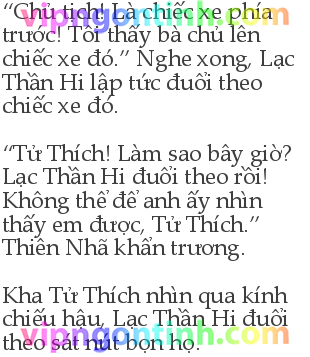 “Chủ tịch! Là chiếc xe phía
trước! Tôi thấy bà chủ lên
chiếc xe đó.” Nghe xong, Lạc
Thần Hi lập tức đuổi theo
chiếc xe đó.
“Tử Thích! Làm sao bây giờ?
Lạc Thần Hi đuổi theo rồi!
Không thể để anh ấy nhìn
thấy em được, Tử Thích.”
Thiên Nhã khẩn trương.
Kha Tử Thích nhìn qua kính
chiếu hậu, Lạc Thần Hi đuổi
theo sát nút bọn họ.
vipngontinh.com
vipngontinh.com